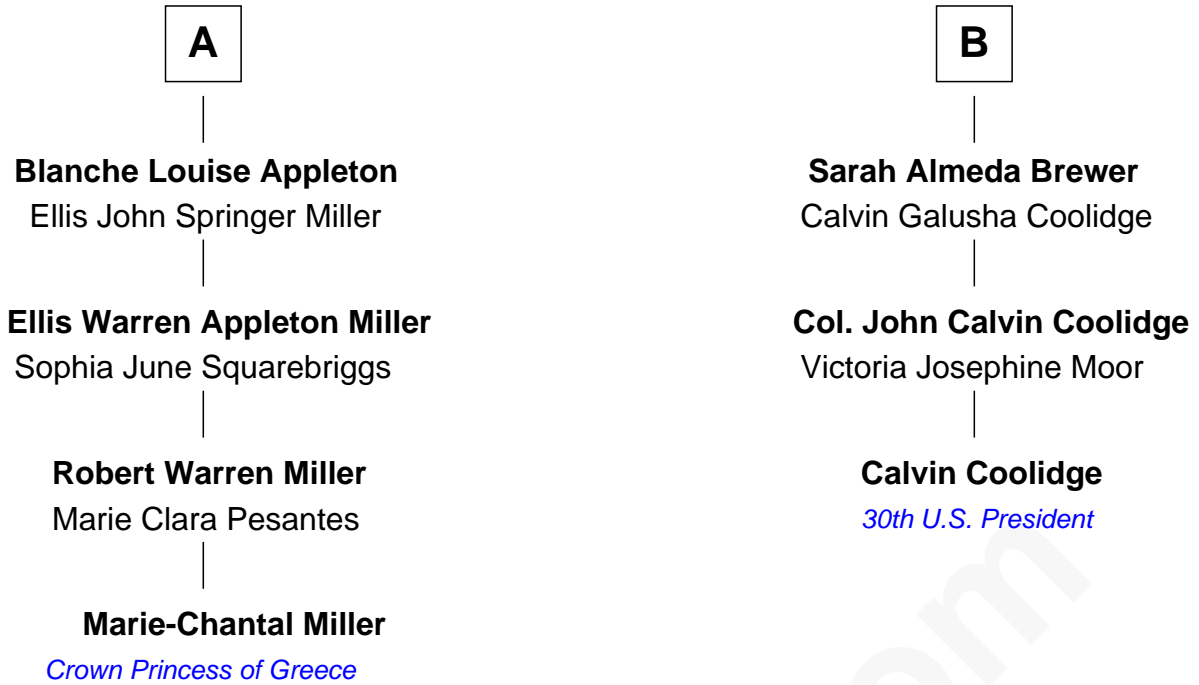 A
Blanche Louise Appleton
Ellis John Springer Miller
Ellis Warren Appleton Miller
Sophia June Squarebriggs
Robert Warren Miller
Marie Clara Pesantes
Marie-Chantal Miller
Crown Princess of Greece
B
Sarah Almeda Brewer
Calvin Galusha Coolidge
Col. John Calvin Coolidge
Victoria Josephine Moor
Calvin Coolidge
30th U.S. President
om